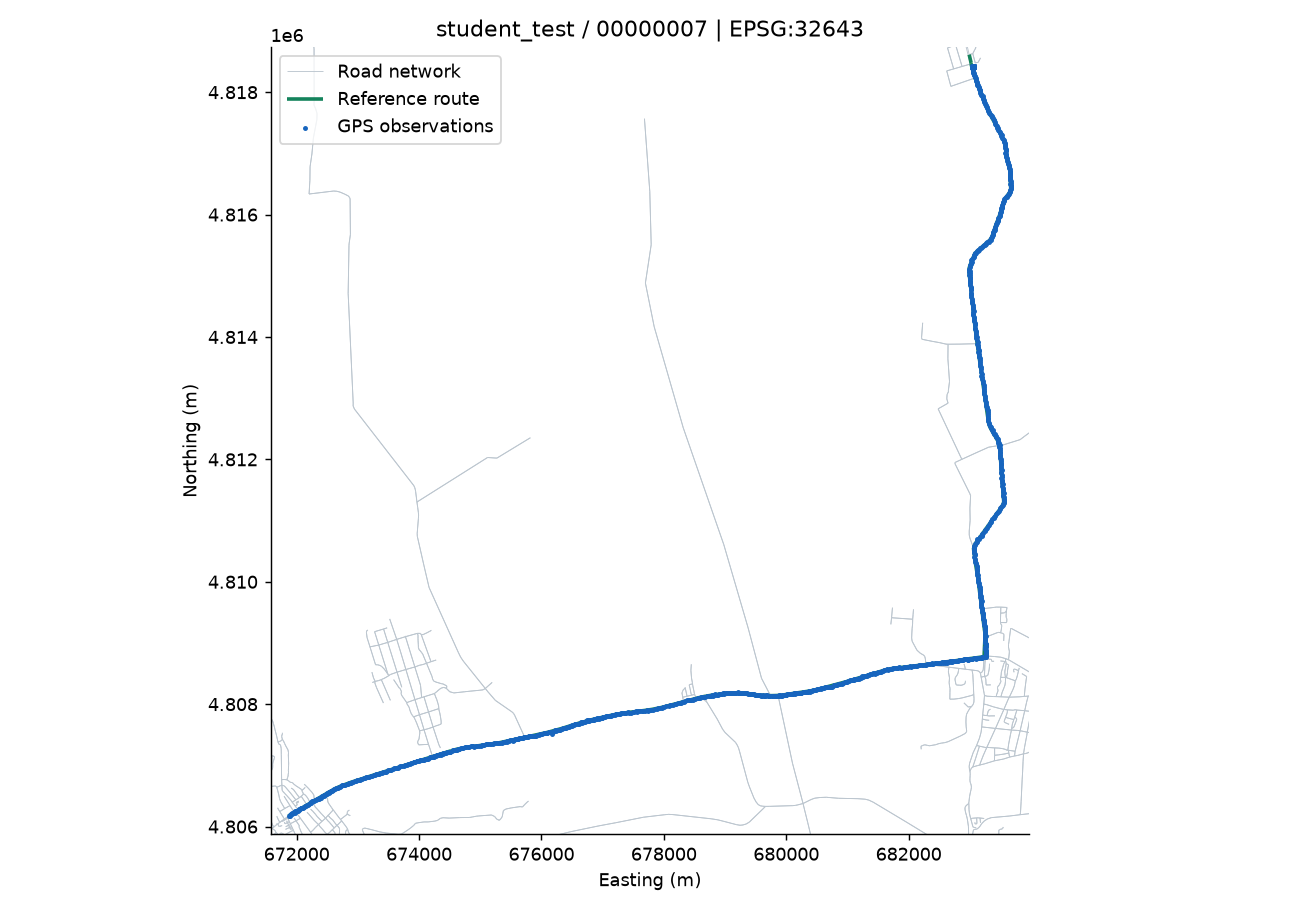 student_test / 00000007 | EPSG:32643
1e6
Road network
Reference route
GPS observations
4.818
4.816
4.814
4.812
4.810
4.808
4.806
Northing (m)
672000 674000 676000 678000 680000 682000
Easting (m)